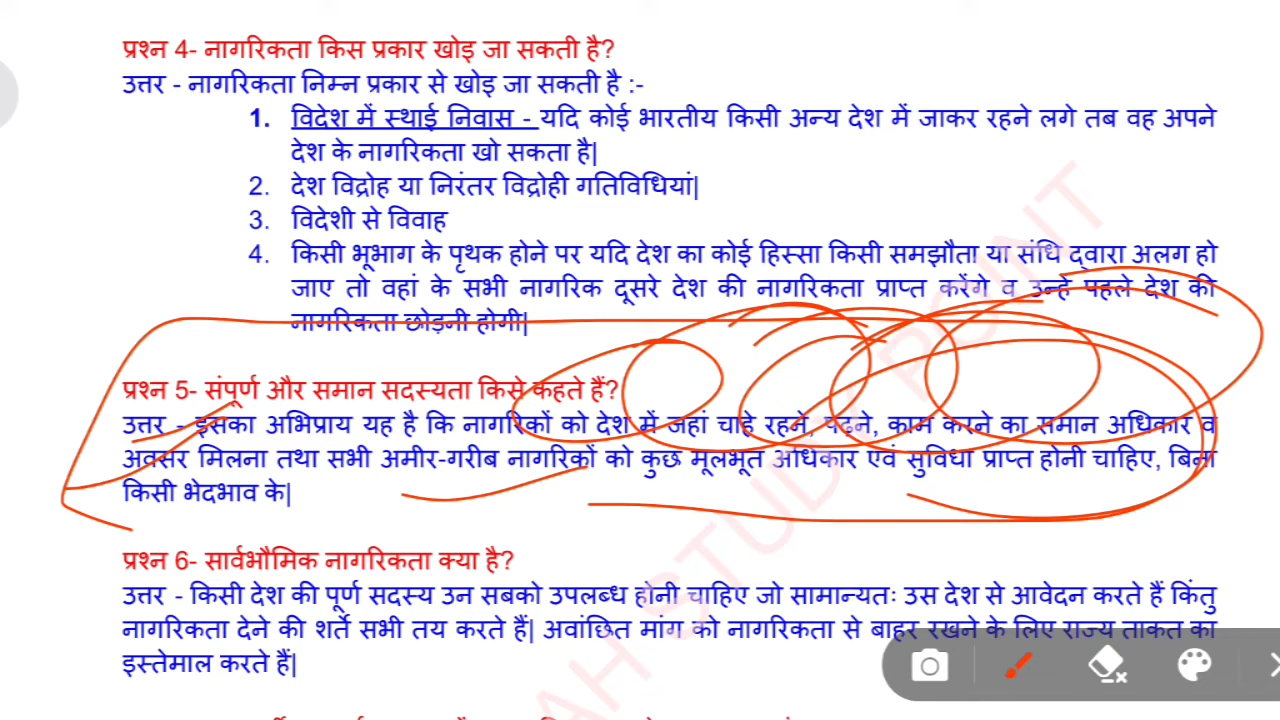 प्रश्न 4- नागरिकता किस प्रकार खोइ जा सकती है?
उत्तर - नागरिकता निम्न प्रकार से खोइ जा सकती है :-
1. विदेश में स्थाई निवास - यदि कोई भारतीय किसी अन्य देश में जाकर रहने लगे तब वह अपने
देश के नागरिकता खो सकता है|
2. देश विद्रोह या निरंतर विद्रोही गतिविधियां|
3. विदेशी से विवाह
4. किसी भूभाग के पृथक होने पर यदि देश का कोई हिस्सा किसी समझौता या संधि द्वारा अलग हो
जाए तो वहां के सभी नागरिक दूसरे देश की नागरिकता प्राप्त करेंगे व उन्हे पहले देश की
नागरिकता छोड़नी होगी|
प्रश्न 5- संपूर्ण और समान सदस्यता किसे कहते हैं?
उत्तर - इसका अभिप्राय यह है कि नागरिकों को देश में जहां चाहे रहने, पढ़ने, काम करने का समान अधिकार व
अवसर मिलना तथा सभी अमीर-गरीब नागरिकों को कुछ मूलभूत अधिकार एवं सुविधा प्राप्त होनी चाहिए, बिना
किसी भेदभाव के|
प्रश्न 6- सार्वभौमिक नागरिकता क्या है?
उत्तर - किसी देश की पूर्ण सदस्य उन सबको उपलब्ध होनी चाहिए जो सामान्यतः उस देश से आवेदन करते हैं किंतु
नागरिकता देने की शर्ते सभी तय करते हैं| अवांछित मांग को नागरिकता से बाहर रखने के लिए राज्य ताकत का
इस्तेमाल करते हैं|
AH STUDY POINT